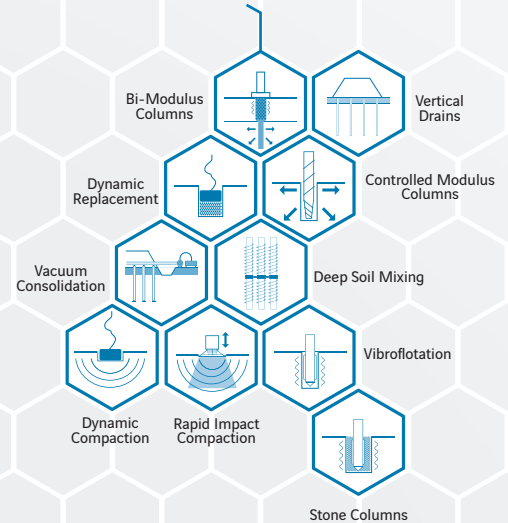 Bi-Modulus
Columns
Vertical
Drains
Dynamic
Replacement
Controlled Modulus
Columns
Vacuum
Consolidation
Deep Soil Mixing
Vibroflotation
Dynamic
Compaction
Rapid Impact
Compaction
Stone Columns